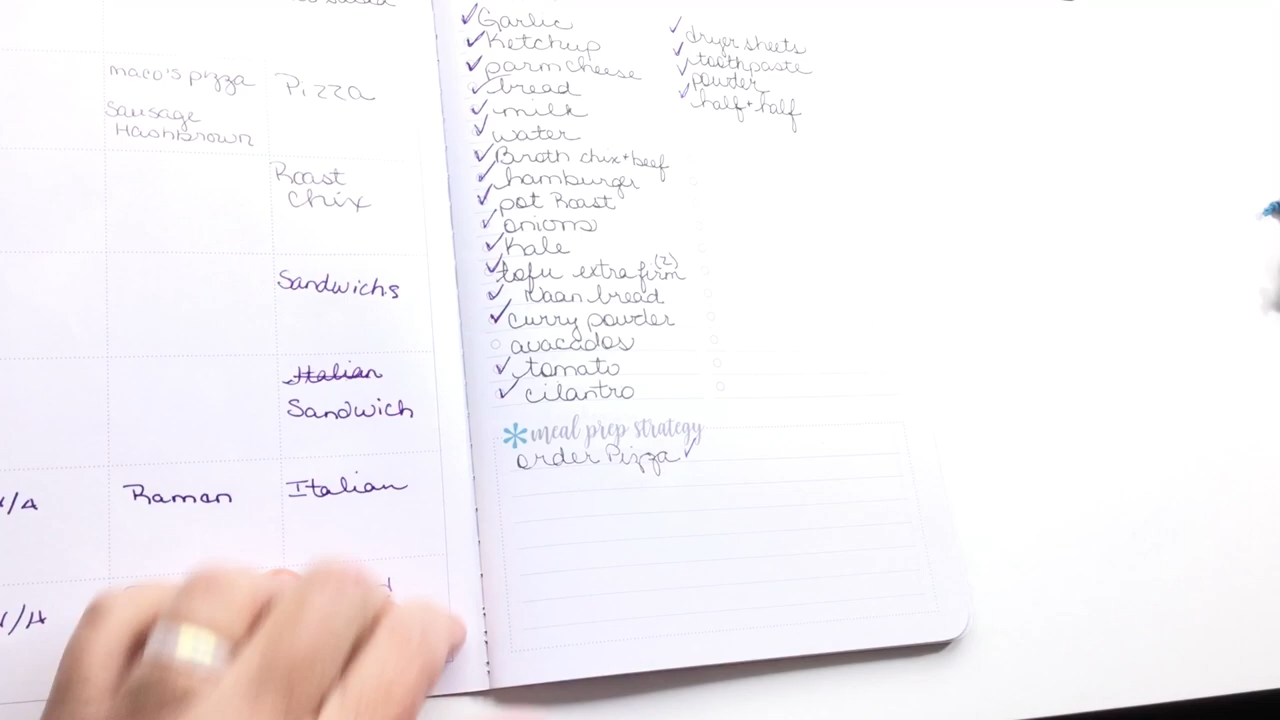 maco's pizza
Pizza
Sausage
Hashbrown
Roast
chix
Sandwichs
Italian
Sandwich
Ramen
Italian
✓Garlic
✓Ketchup
✓parm cheese
✓bread
✓milk
✓water
✓Broth chix+beef
✓hamburger
✓pot Roast
✓onions
✓Kale
✓tofu extra firm (2)
✓Naan bread
✓curry powder
avacados
✓tomato
✓cilantro
✓dryer sheets
✓toothpaste
✓powder
✓half+half
*meal prep strategy
order Pizza ✓